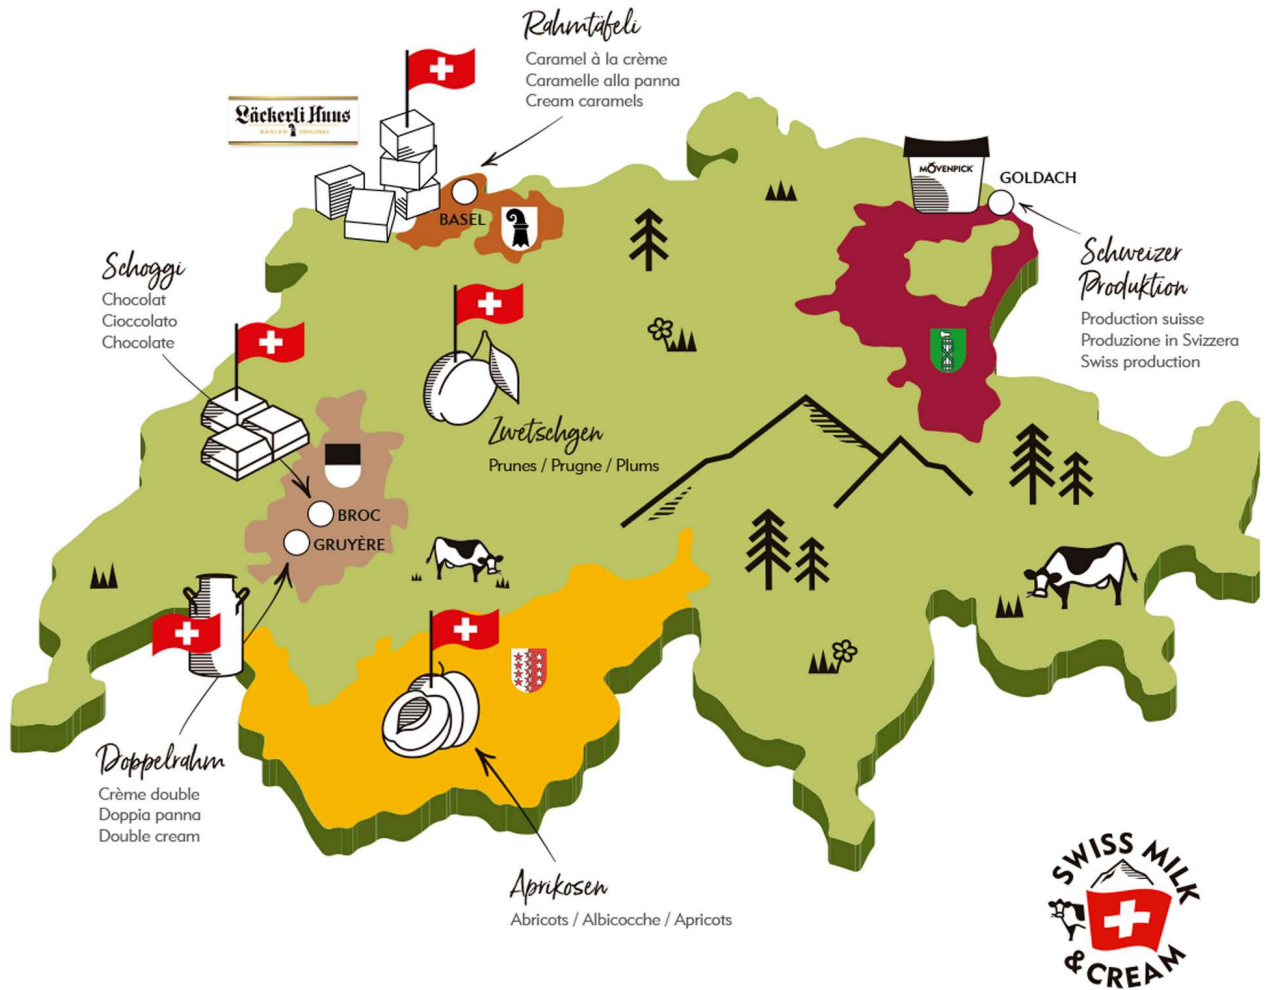 Rahmtäfeli
Caramel à la crème
Caramelle alla panna
Cream caramels
Läckerli Huus
BASLER ORIGINAL
MÖVENPICK
GOLDACH
BASEL
Schweizer
Produktion
Production suisse
Produzione in Svizzera
Swiss production
Schoggi
Chocolat
Cioccolato
Chocolate
Zwetschgen
Prunes / Prugne / Plums
BROC
GRUYÈRE
Doppelrahm
Crème double
Doppia panna
Double cream
Aprikosen
Abricots / Albicocche / Apricots
SWISS MILK
& CREAM